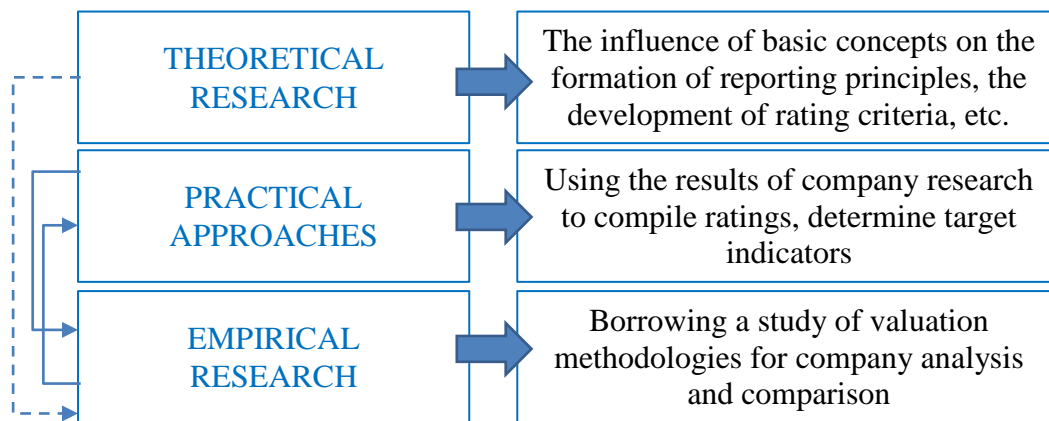 THEORETICAL
RESEARCH
The influence of basic concepts on the
formation of reporting principles, the
development of rating criteria, etc.
PRACTICAL
APPROACHES
Using the results of company research
to compile ratings, determine target
indicators
EMPIRICAL
RESEARCH
Borrowing a study of valuation
methodologies for company analysis
and comparison